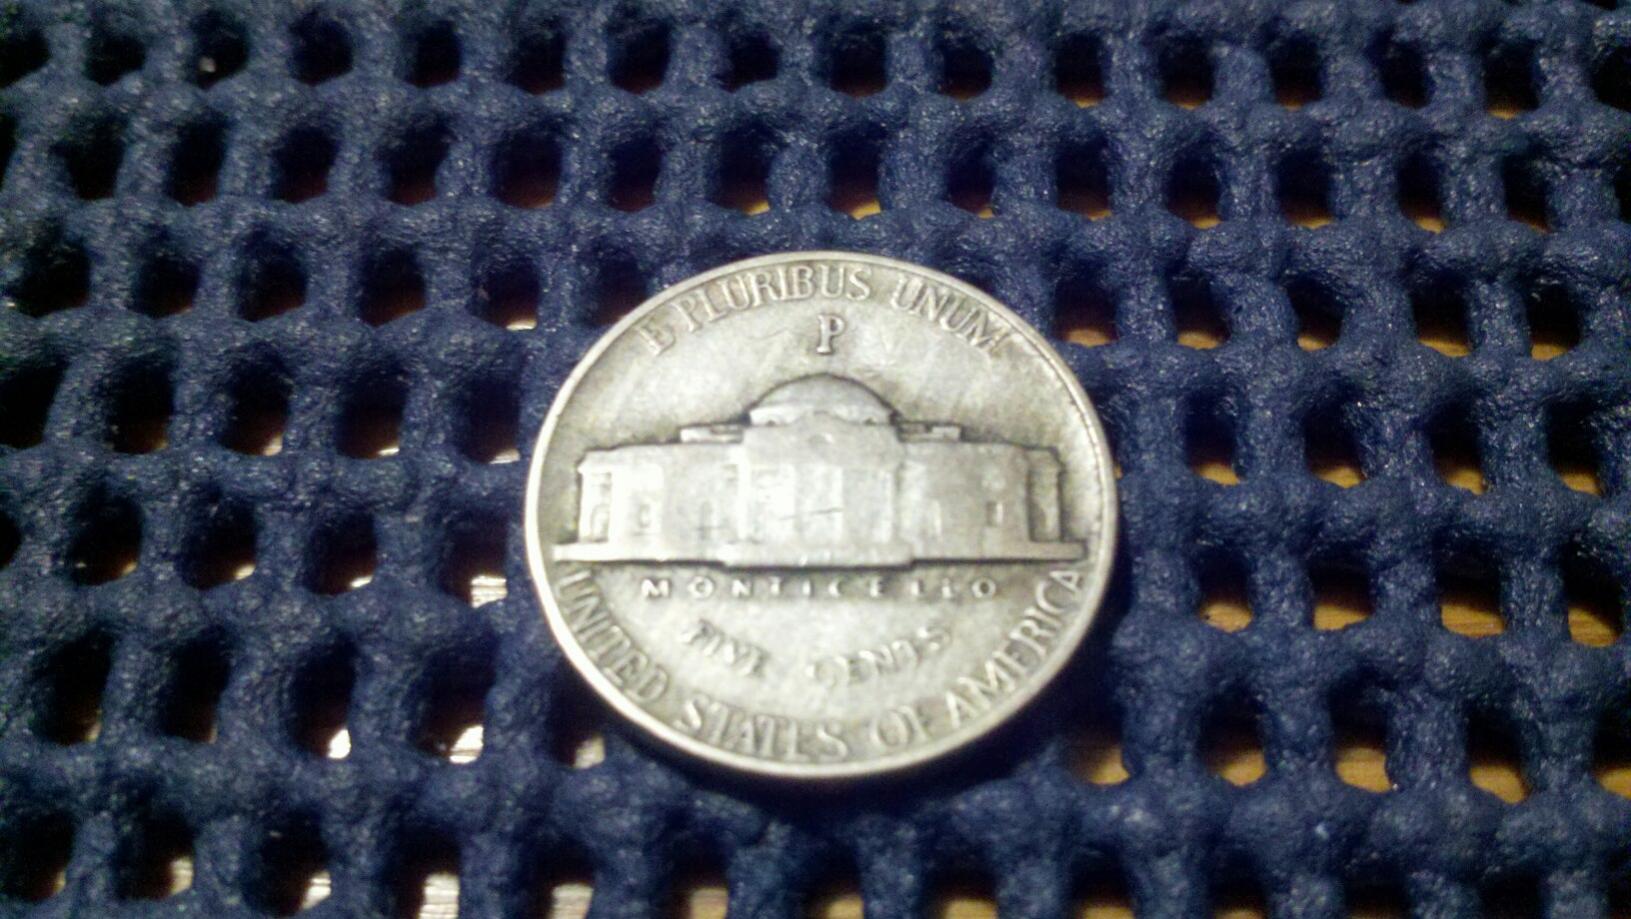 E PLURIBUS UNUM
P
MONTICELLO
FIVE CENTS
UNITED STATES OF AMERICA